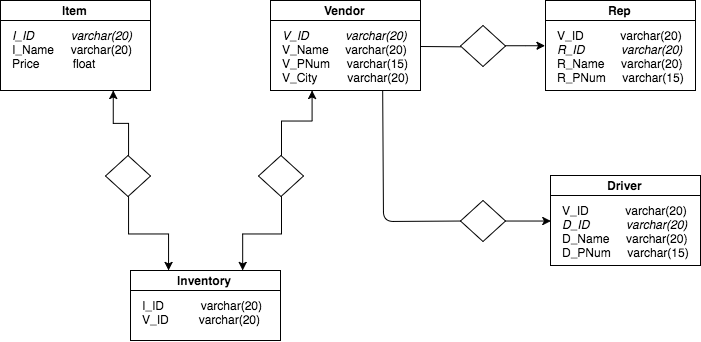 Item
I_ID varchar(20)
I_Name varchar(20)
Price float
Vendor
V_ID varchar(20)
V_Name varchar(20)
V_PNum varchar(15)
V_City varchar(20)
Rep
V_ID varchar(20)
R_ID varchar(20)
R_Name varchar(20)
R_PNum varchar(15)
Driver
V_ID varchar(20)
D_ID varchar(20)
D_Name varchar(20)
D_PNum varchar(15)
Inventory
I_ID varchar(20)
V_ID varchar(20)